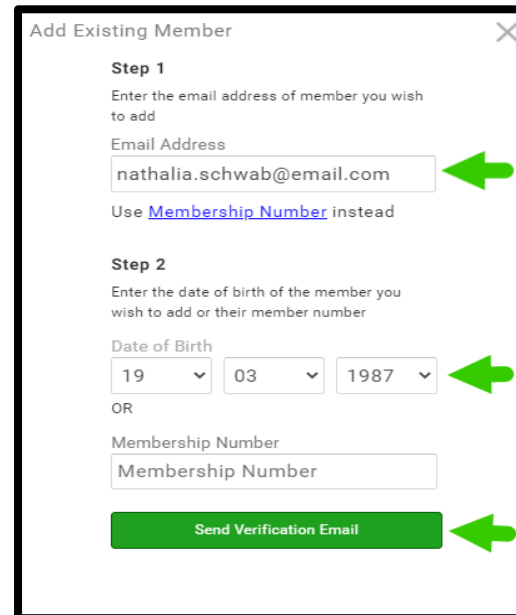 Add Existing Member
Step 1
Enter the email address of member you wish
to add
Email Address
nathalia.schwab@email.com
Use Membership Number instead
Step 2
Enter the date of birth of the member you
wish to add or their member number
Date of Birth
19 03 1987
OR
Membership Number
Membership Number
Send Verification Email